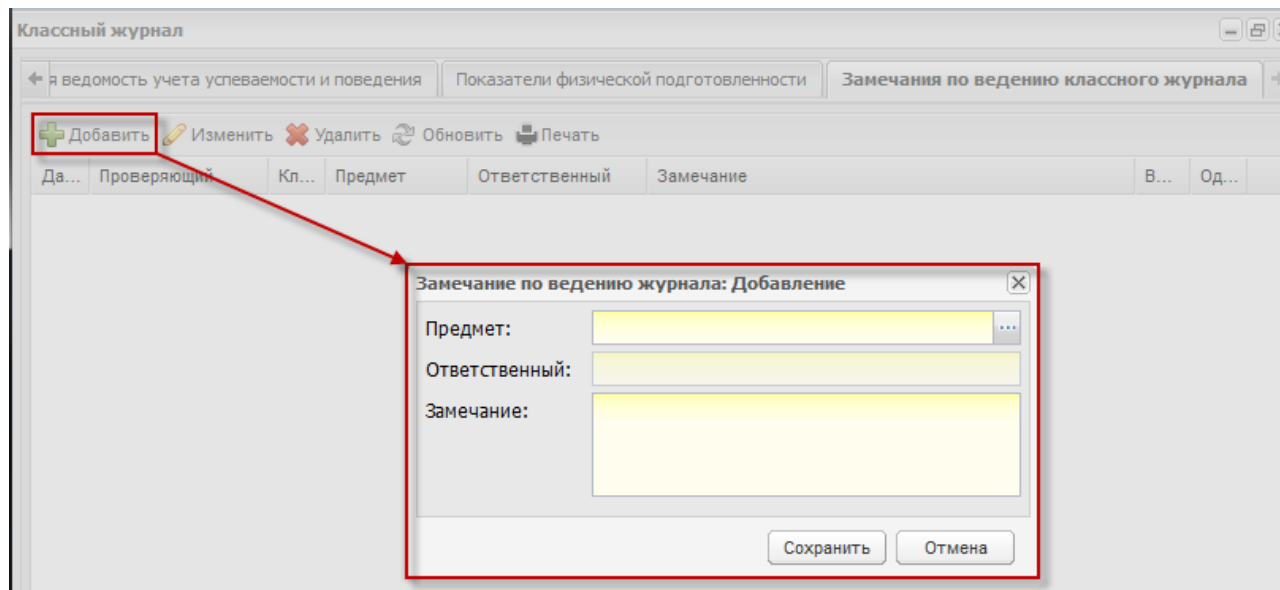 Классный журнал
я ведомость учета успеваемости и поведения Показатели физической подготовленности Замечания по ведению классного журнала
Добавить Изменить Удалить Обновить Печать
Да... Проверяющий Кл... Предмет Ответственный Замечание В... Од...
Замечание по ведению журнала: Добавление
Предмет: ...
Ответственный:
Замечание:
Сохранить Отмена